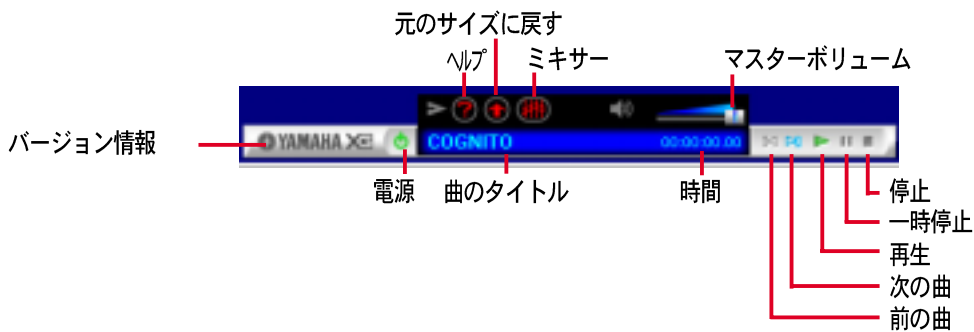 元のサイズに戻す
ヘルプ
ミキサー
マスターボリューム
バージョン情報
YAMAHA XG
COGNITO
00:00:00.00
電源
曲のタイトル
時間
停止
一時停止
再生
次の曲
前の曲